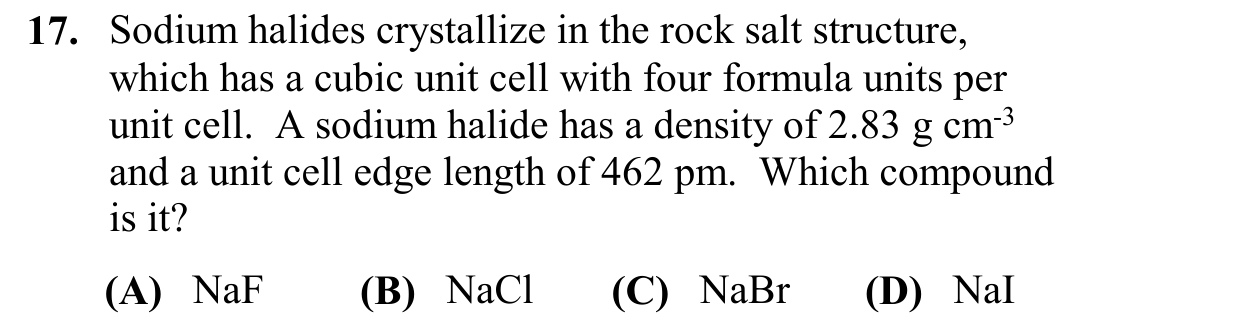 17. Sodium halides crystallize in the rock salt structure,
which has a cubic unit cell with four formula units per
unit cell.  A sodium halide has a density of 2.83 g cm⁻³
and a unit cell edge length of 462 pm.  Which compound
is it?
(A) NaF (B) NaCl (C) NaBr (D) NaI